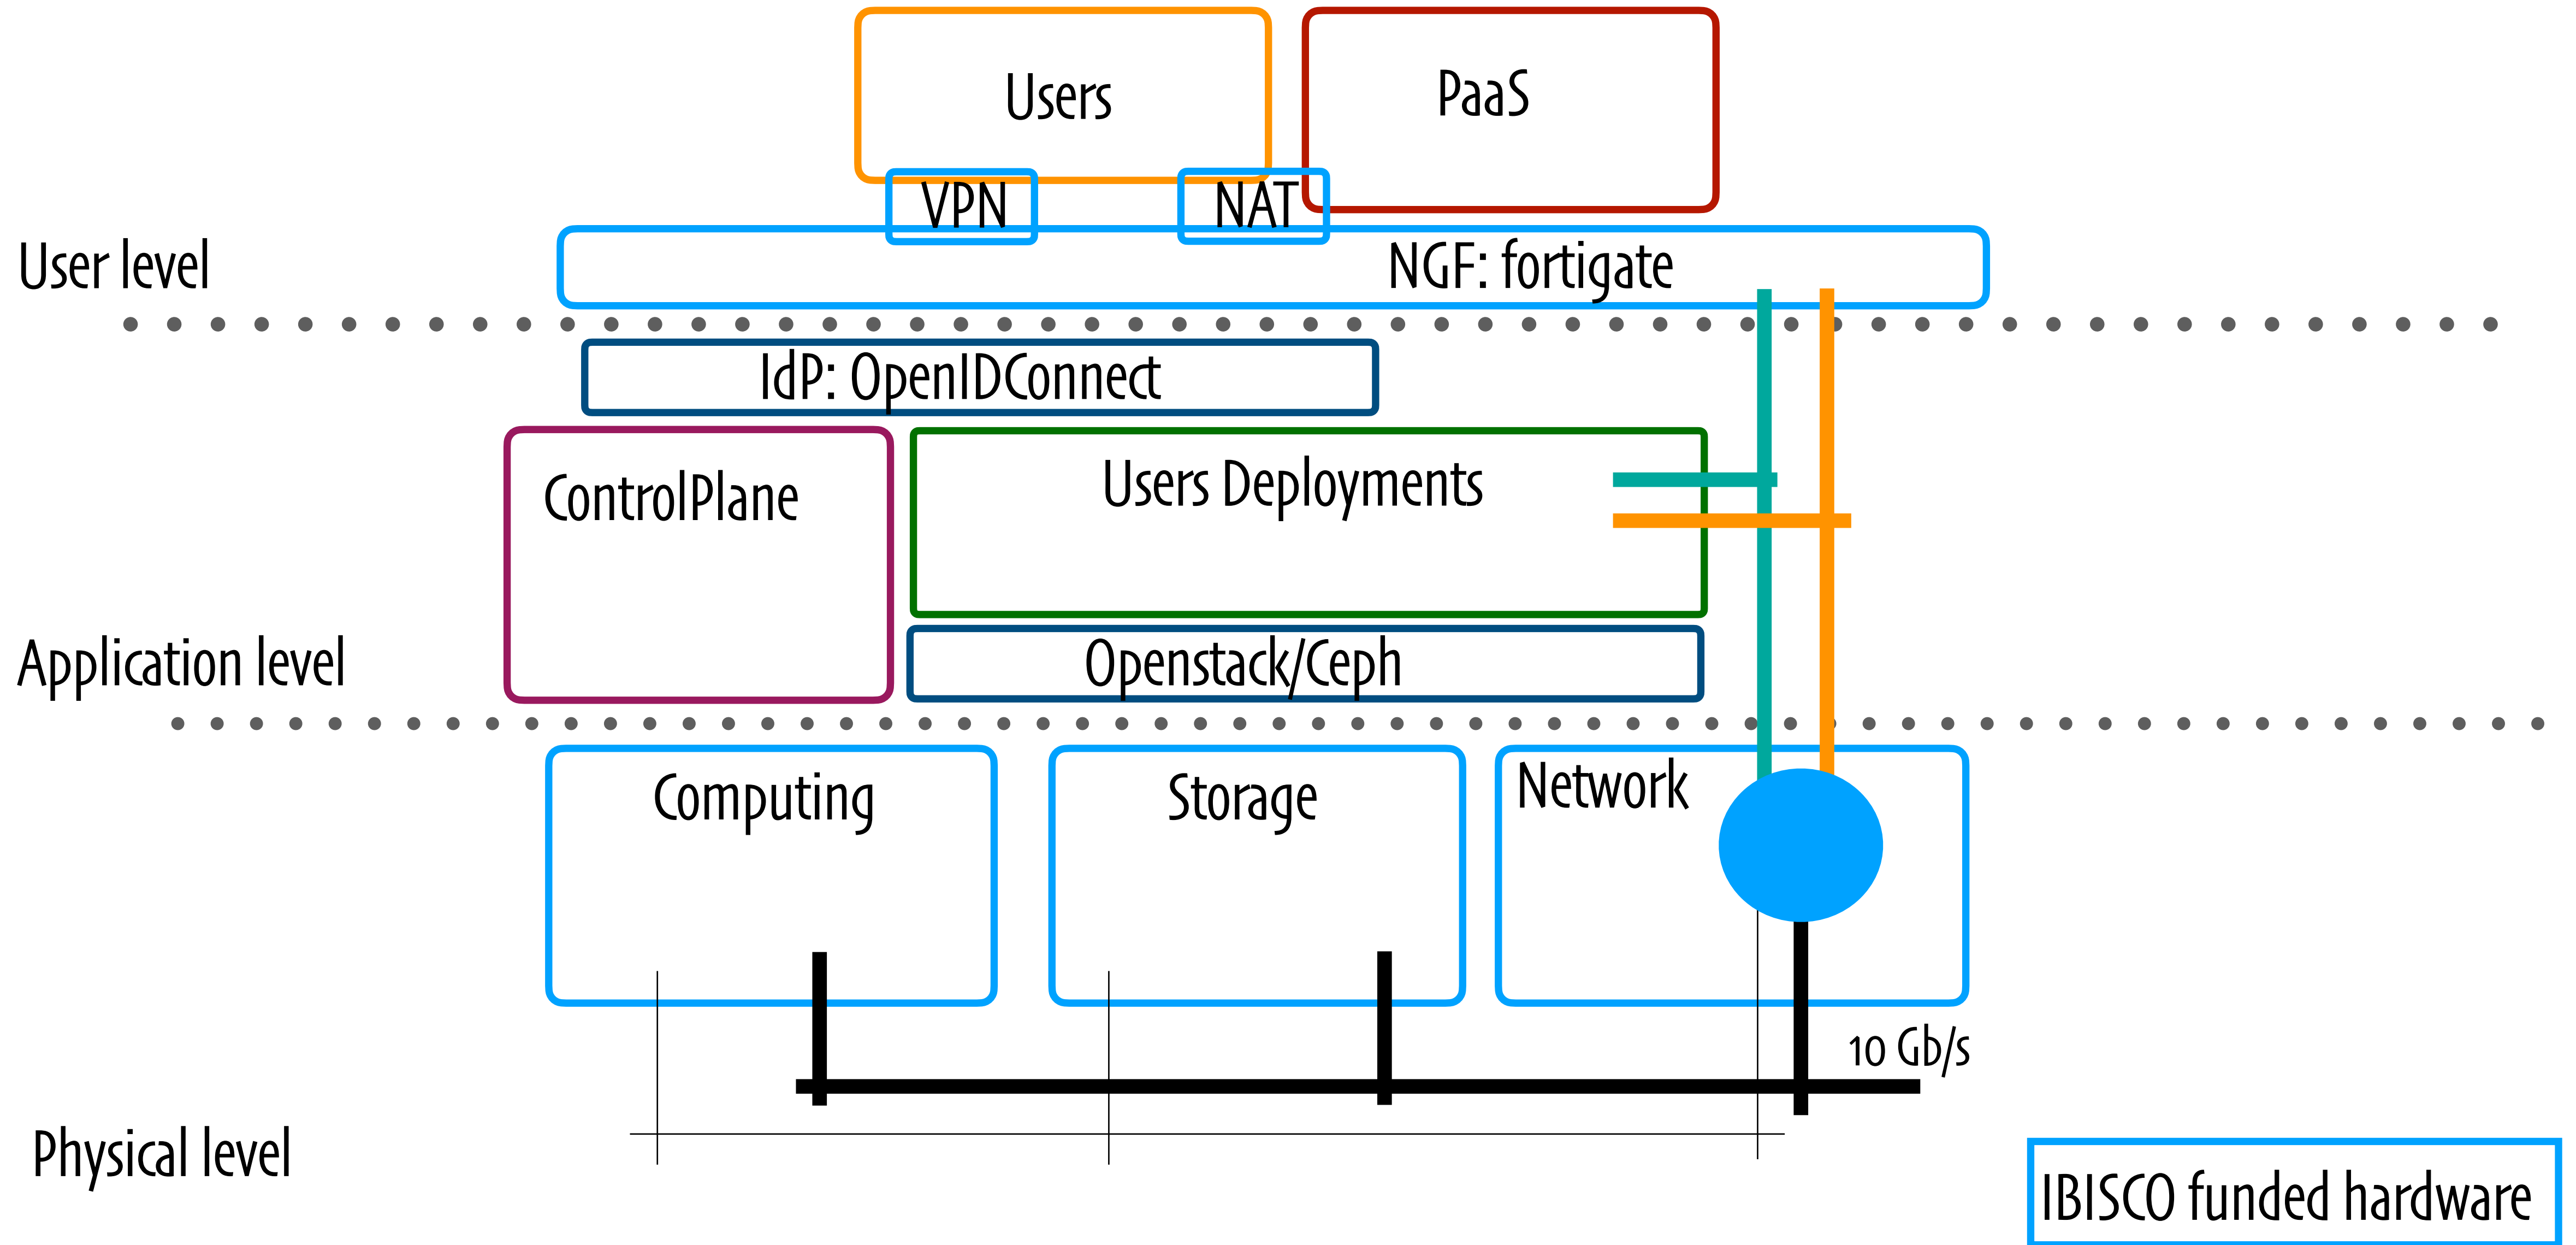 Users
PaaS
VPN
NAT
User level
NGF: fortigate
IdP: OpenIDConnect
ControlPlane
Users Deployments
Application level
Openstack/Ceph
Computing
Storage
Network
10 Gb/s
Physical level
IBISCO funded hardware